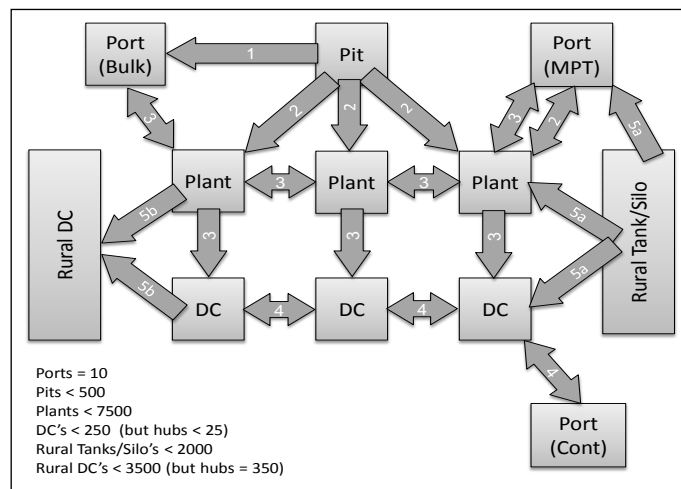 Port
(Bulk)
1
Pit
Port
(MPT)
3
2
2
2
3
2
5a
Rural DC
5b
Plant
3
Plant
3
Plant
5a
Rural Tank/Silo
3
3
3
5b
5a
DC
4
DC
4
DC
4
Port
(Cont)
Ports = 10
Pits < 500
Plants < 7500
DC's < 250 (but hubs < 25)
Rural Tanks/Silo's < 2000
Rural DC's < 3500 (but hubs = 350)